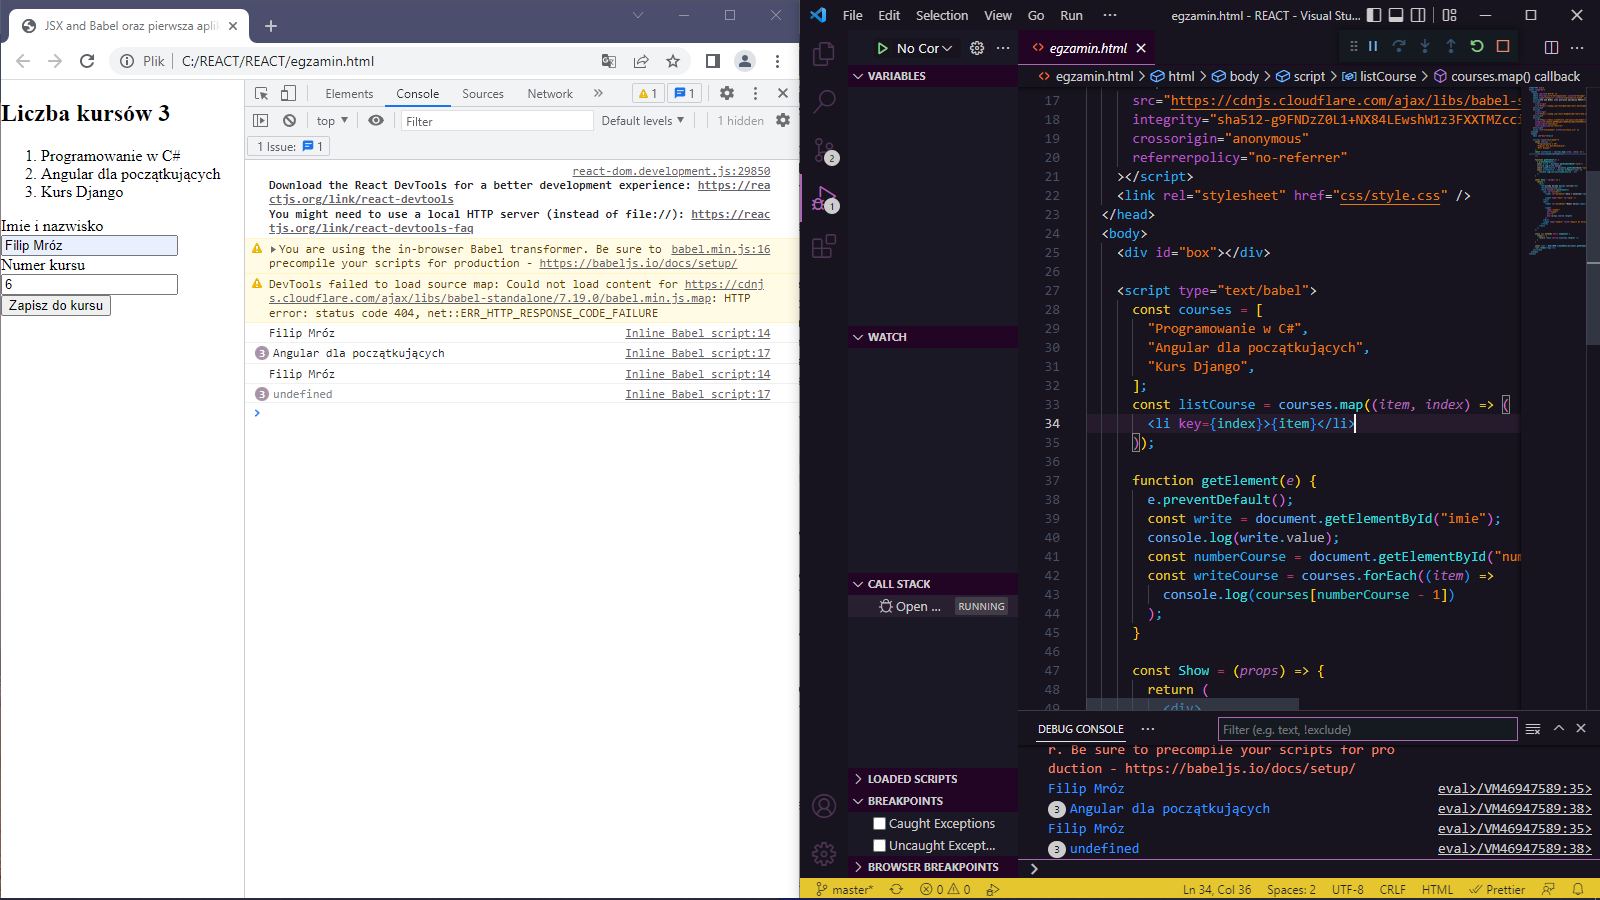 JSX and Babel oraz pierwsza aplik
Plik
C:/REACT/REACT/egzamin.html
Liczba kursów 3
1. Programowanie w C#
2. Angular dla początkujących
3. Kurs Django
Imie i nazwisko
Filip Mróz
Numer kursu
6
Zapisz do kursu
Elements
Console
Sources
Network
1
1
top
Filter
Default levels
1 hidden
1 Issue: 1
react-dom.development.js:29850
Download the React DevTools for a better development experience: https://rea
ctjs.org/link/react-devtools
You might need to use a local HTTP server (instead of file://): https://reac
tjs.org/link/react-devtools-faq
You are using the in-browser Babel transformer. Be sure to babel.min.js:16
precompile your scripts for production - https://babeljs.io/docs/setup/
DevTools failed to load source map: Could not load content for https://cdnj
s.cloudflare.com/ajax/libs/babel-standalone/7.19.0/babel.min.js.map: HTTP
error: status code 404, net::ERR_HTTP_RESPONSE_CODE_FAILURE
Filip Mróz Inline Babel script:14
3 Angular dla początkujących Inline Babel script:17
Filip Mróz Inline Babel script:14
3 undefined Inline Babel script:17
File Edit Selection View Go Run ···
egzamin.html - REACT - Visual Stu...
2
1
No Cor
VARIABLES
WATCH
CALL STACK
Open ... RUNNING
LOADED SCRIPTS
BREAKPOINTS
Caught Exceptions
Uncaught Except...
BROWSER BREAKPOINTS
egzamin.html
egzamin.html > html > body > script > listCourse > courses.map() callback
17 src="https://cdnjs.cloudflare.com/ajax/libs/babel-s
18 integrity="sha512-g9FNDzZ0L1+NX84LEwshW1z3FXXTMZcci
19 crossorigin="anonymous"
20 referrerpolicy="no-referrer"
21 ></script>
22 <link rel="stylesheet" href="css/style.css" />
23 </head>
24 <body>
25 <div id="box"></div>
26
27 <script type="text/babel">
28 const courses = [
29 "Programowanie w C#",
30 "Angular dla początkujących",
31 "Kurs Django",
32 ];
33 const listCourse = courses.map((item, index) => (
34 <li key={index}>{item}</li>
35 ));
36
37 function getElement(e) {
38 e.preventDefault();
39 const write = document.getElementById("imie");
40 console.log(write.value);
41 const numberCourse = document.getElementById("num
42 const writeCourse = courses.forEach((item) =>
43 console.log(courses[numberCourse - 1])
44 );
45 }
46
47 const Show = (props) => {
48 return (
49 <div>
DEBUG CONSOLE ···
Filter (e.g. text, !exclude)
r. Be sure to precompile your scripts for pro
duction - https://babeljs.io/docs/setup/
Filip Mróz eval>/VM46947589:35>
3 Angular dla początkujących eval>/VM46947589:38>
Filip Mróz eval>/VM46947589:35>
3 undefined eval>/VM46947589:38>
master* 0 0 Ln 34, Col 36 Spaces: 2 UTF-8 CRLF HTML Prettier